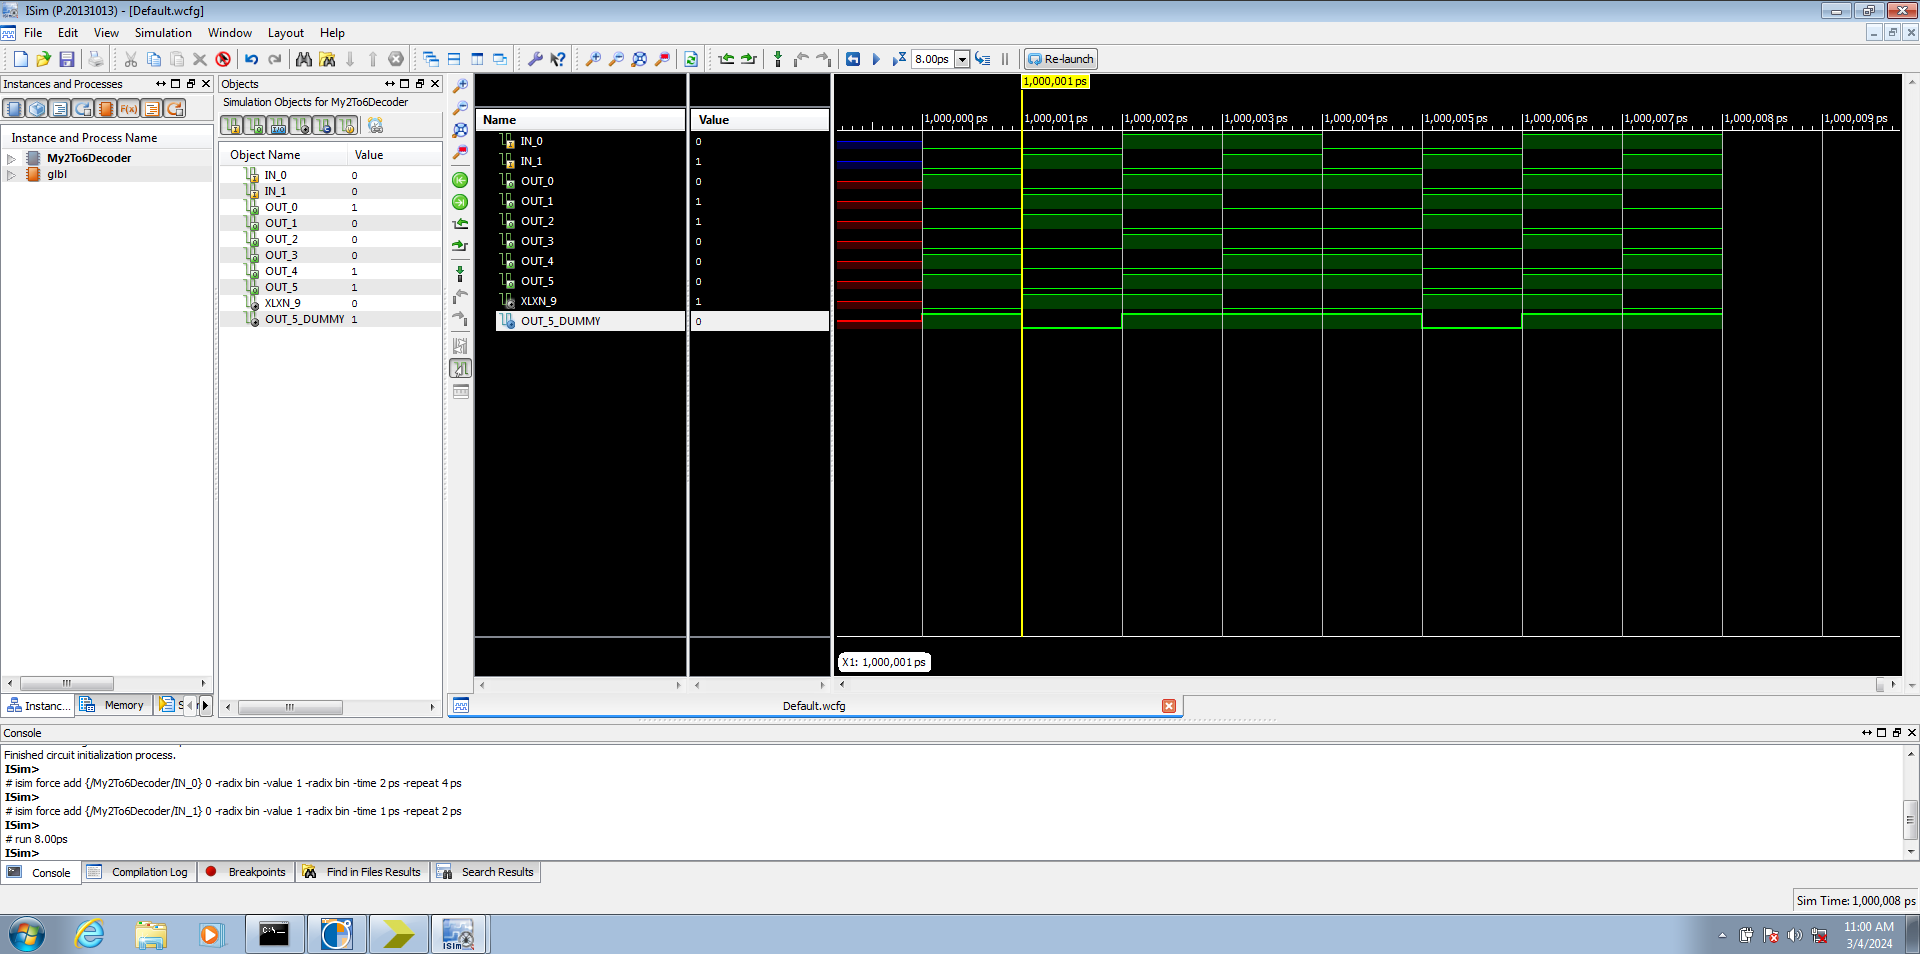 ISim (P.20131013) - [Default.wcfg]
File Edit View Simulation Window Layout Help
8.00ps Re-launch
Instances and Processes
Instance and Process Name
My2To6Decoder
glbl
Instanc... Memory
Objects
Simulation Objects for My2To6Decoder
Object Name Value
IN_0 0
IN_1 0
OUT_0 1
OUT_1 0
OUT_2 0
OUT_3 0
OUT_4 1
OUT_5 1
XLXN_9 0
OUT_5_DUMMY 1
1,000,001 ps
Name Value
1,000,000 ps 1,000,001 ps 1,000,002 ps 1,000,003 ps 1,000,004 ps 1,000,005 ps 1,000,006 ps 1,000,007 ps 1,000,008 ps 1,000,009 ps
IN_0 0
IN_1 1
OUT_0 0
OUT_1 1
OUT_2 1
OUT_3 0
OUT_4 0
OUT_5 0
XLXN_9 1
OUT_5_DUMMY 0
X1: 1,000,001 ps
Default.wcfg
Console
Finished circuit initialization process.
ISim>
# isim force add {/My2To6Decoder/IN_0} 0 -radix bin -value 1 -radix bin -time 2 ps -repeat 4 ps
ISim>
# isim force add {/My2To6Decoder/IN_1} 0 -radix bin -value 1 -radix bin -time 1 ps -repeat 2 ps
ISim>
# run 8.00ps
ISim>
Console Compilation Log Breakpoints Find in Files Results Search Results
Sim Time: 1,000,008 ps
11:00 AM
3/4/2024